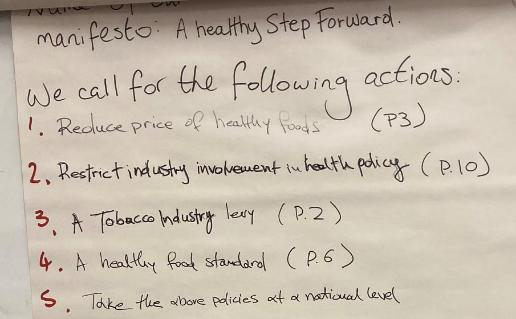 manifesto: A healthy Step Forward.
We call for the following actions:
1. Reduce price of healthy foods (P3)
2. Restrict industry involvement in health policy (P.10)
3. A Tobacco Industry levy (P.2)
4. A healthy food standard (P.6)
5. Take the above policies at a national level